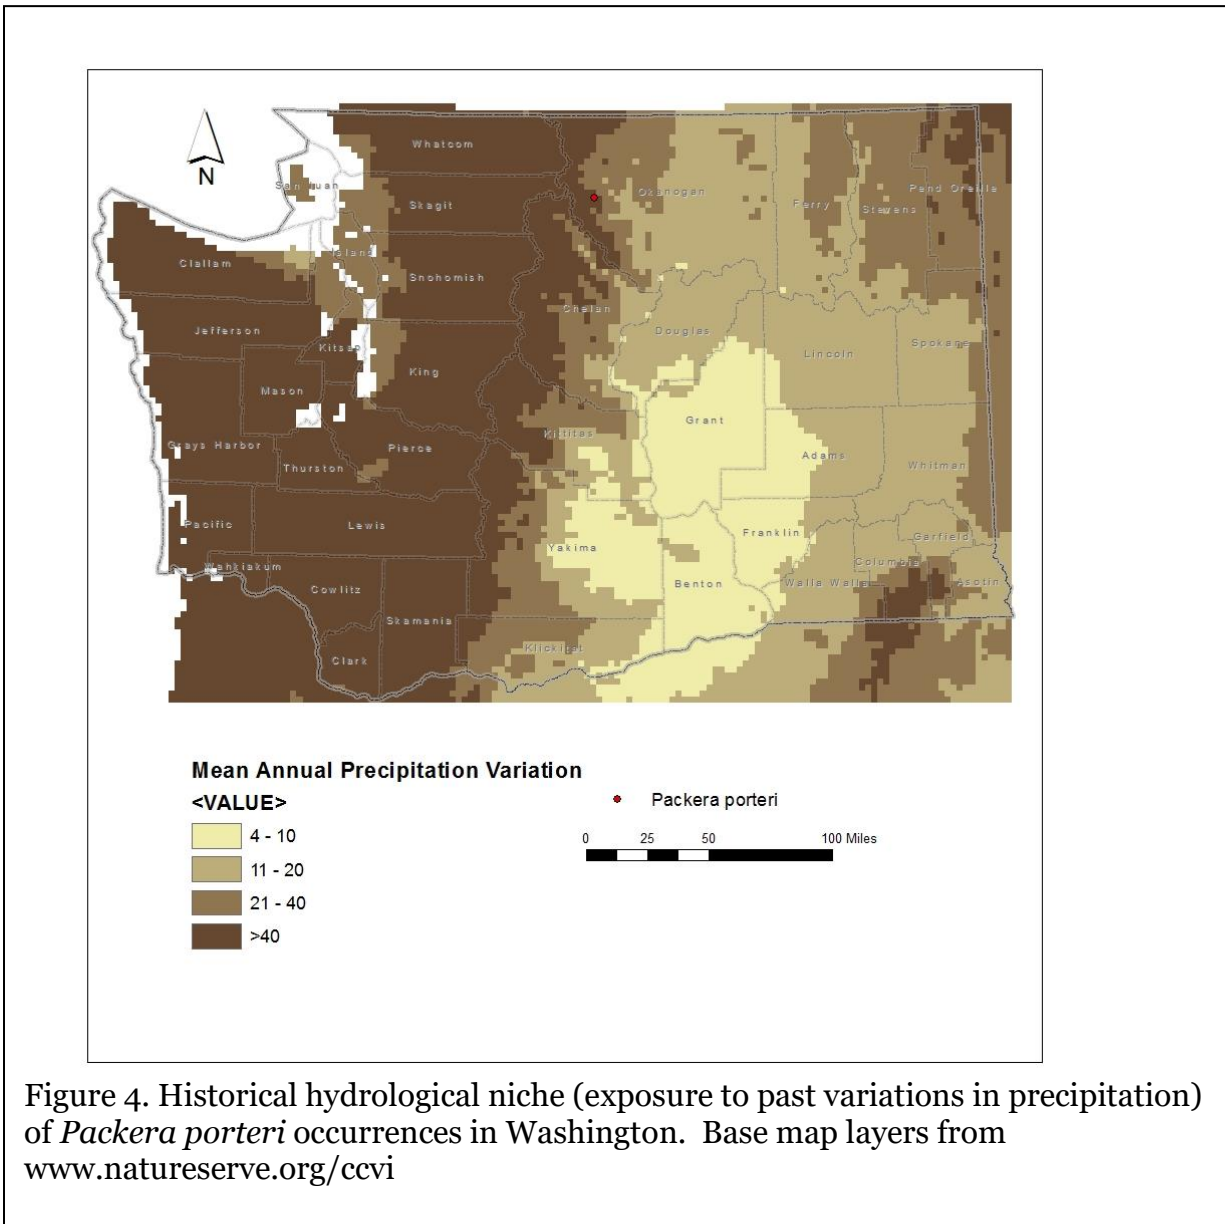 N
Whatcom
San Juan
Okanogan
Pend Oreille
Skagit
Ferry
Stevens
Island
Clallam
Snohomish
Chelan
Jefferson
Douglas
Kitsap
Lincoln
Spokane
King
Mason
Grant
Kittitas
Grays Harbor
Pierce
Adams
Thurston
Whitman
Pacific
Lewis
Franklin
Garfield
Yakima
Columbia
Wahkiakum
Benton
Walla Walla
Asotin
Cowlitz
Skamania
Klickitat
Clark
Mean Annual Precipitation Variation
<VALUE>
4 - 10
11 - 20
21 - 40
>40
Packera porteri
0 25 50 100 Miles
Figure 4. Historical hydrological niche (exposure to past variations in precipitation)
of Packera porteri occurrences in Washington. Base map layers from
www.natureserve.org/ccvi